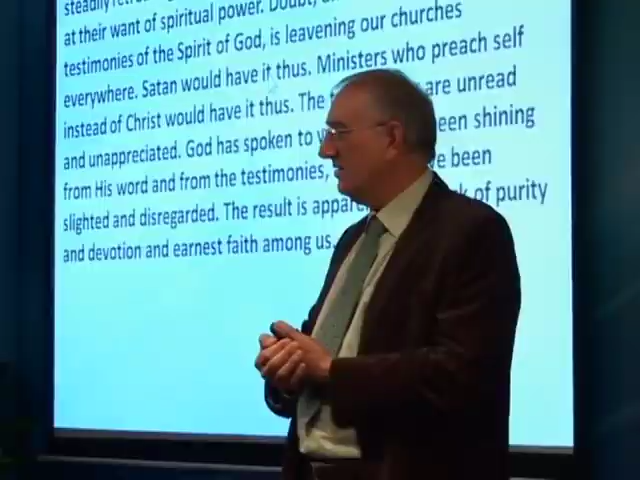 steadily
at their want of spiritual power. Doubt,
testimonies of the Spirit of God, is leavening our churches
everywhere. Satan would have it thus. Ministers who preach self
instead of Christ would have it thus. The are unread
and unappreciated. God has spoken to een shining
from His word and from the testimonies, ve been
slighted and disregarded. The result is appare k of purity
and devotion and earnest faith among us.